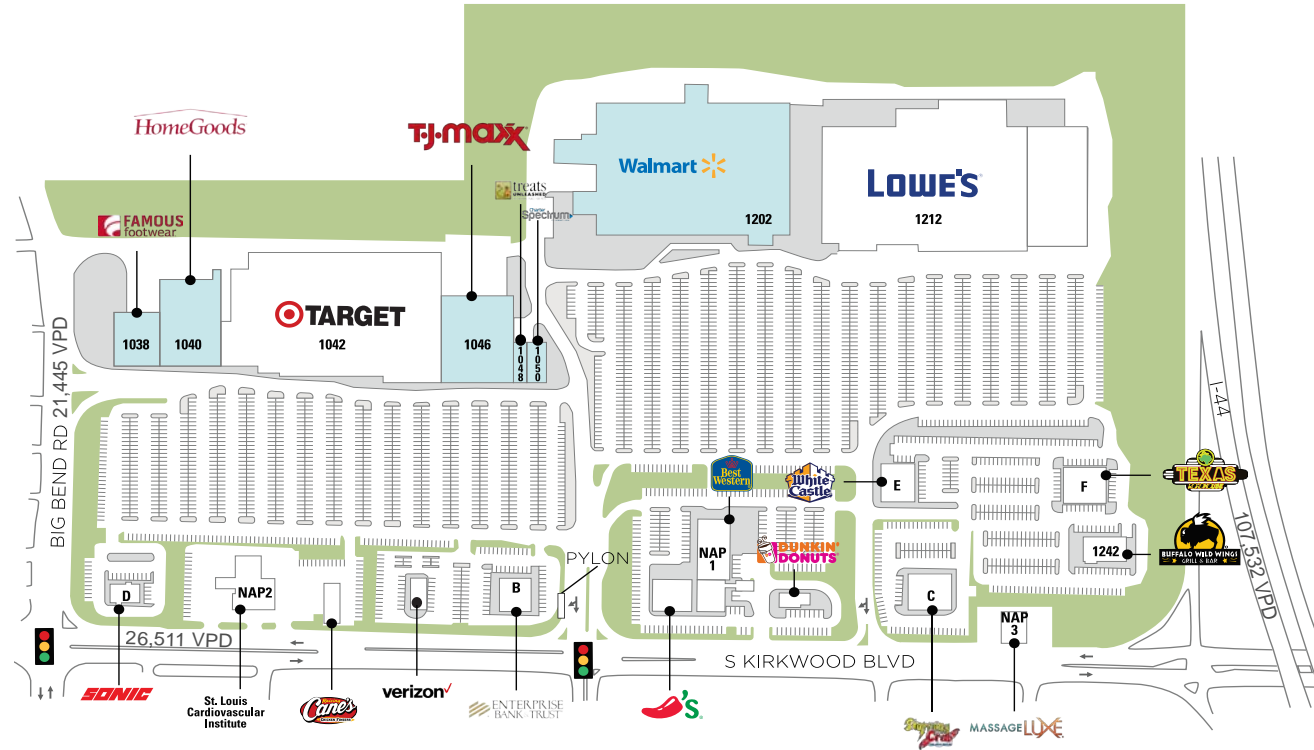 HomeGoods
T·J·maxx
treats
UNLEASHED
Charter
Spectrum
FAMOUS
footwear
Walmart
1202
LOWE'S
1212
TARGET
1038
1040
1042
1046
1048
1050
BIG BEND RD 21,445 VPD
I-44
107,532 VPD
Best
Western
White
Castle
E
F
TEXAS
NAP
1
DUNKIN'
DONUTS
1242
BUFFALO WILD WINGS
GRILL & BAR
PYLON
D
NAP2
B
C
NAP
3
26,511 VPD
S KIRKWOOD BLVD
SONIC
St. Louis
Cardiovascular
Institute
Raising
Cane's
CHICKEN FINGERS
verizon
ENTERPRISE
BANK & TRUST
'S
MASSAGE LUXE